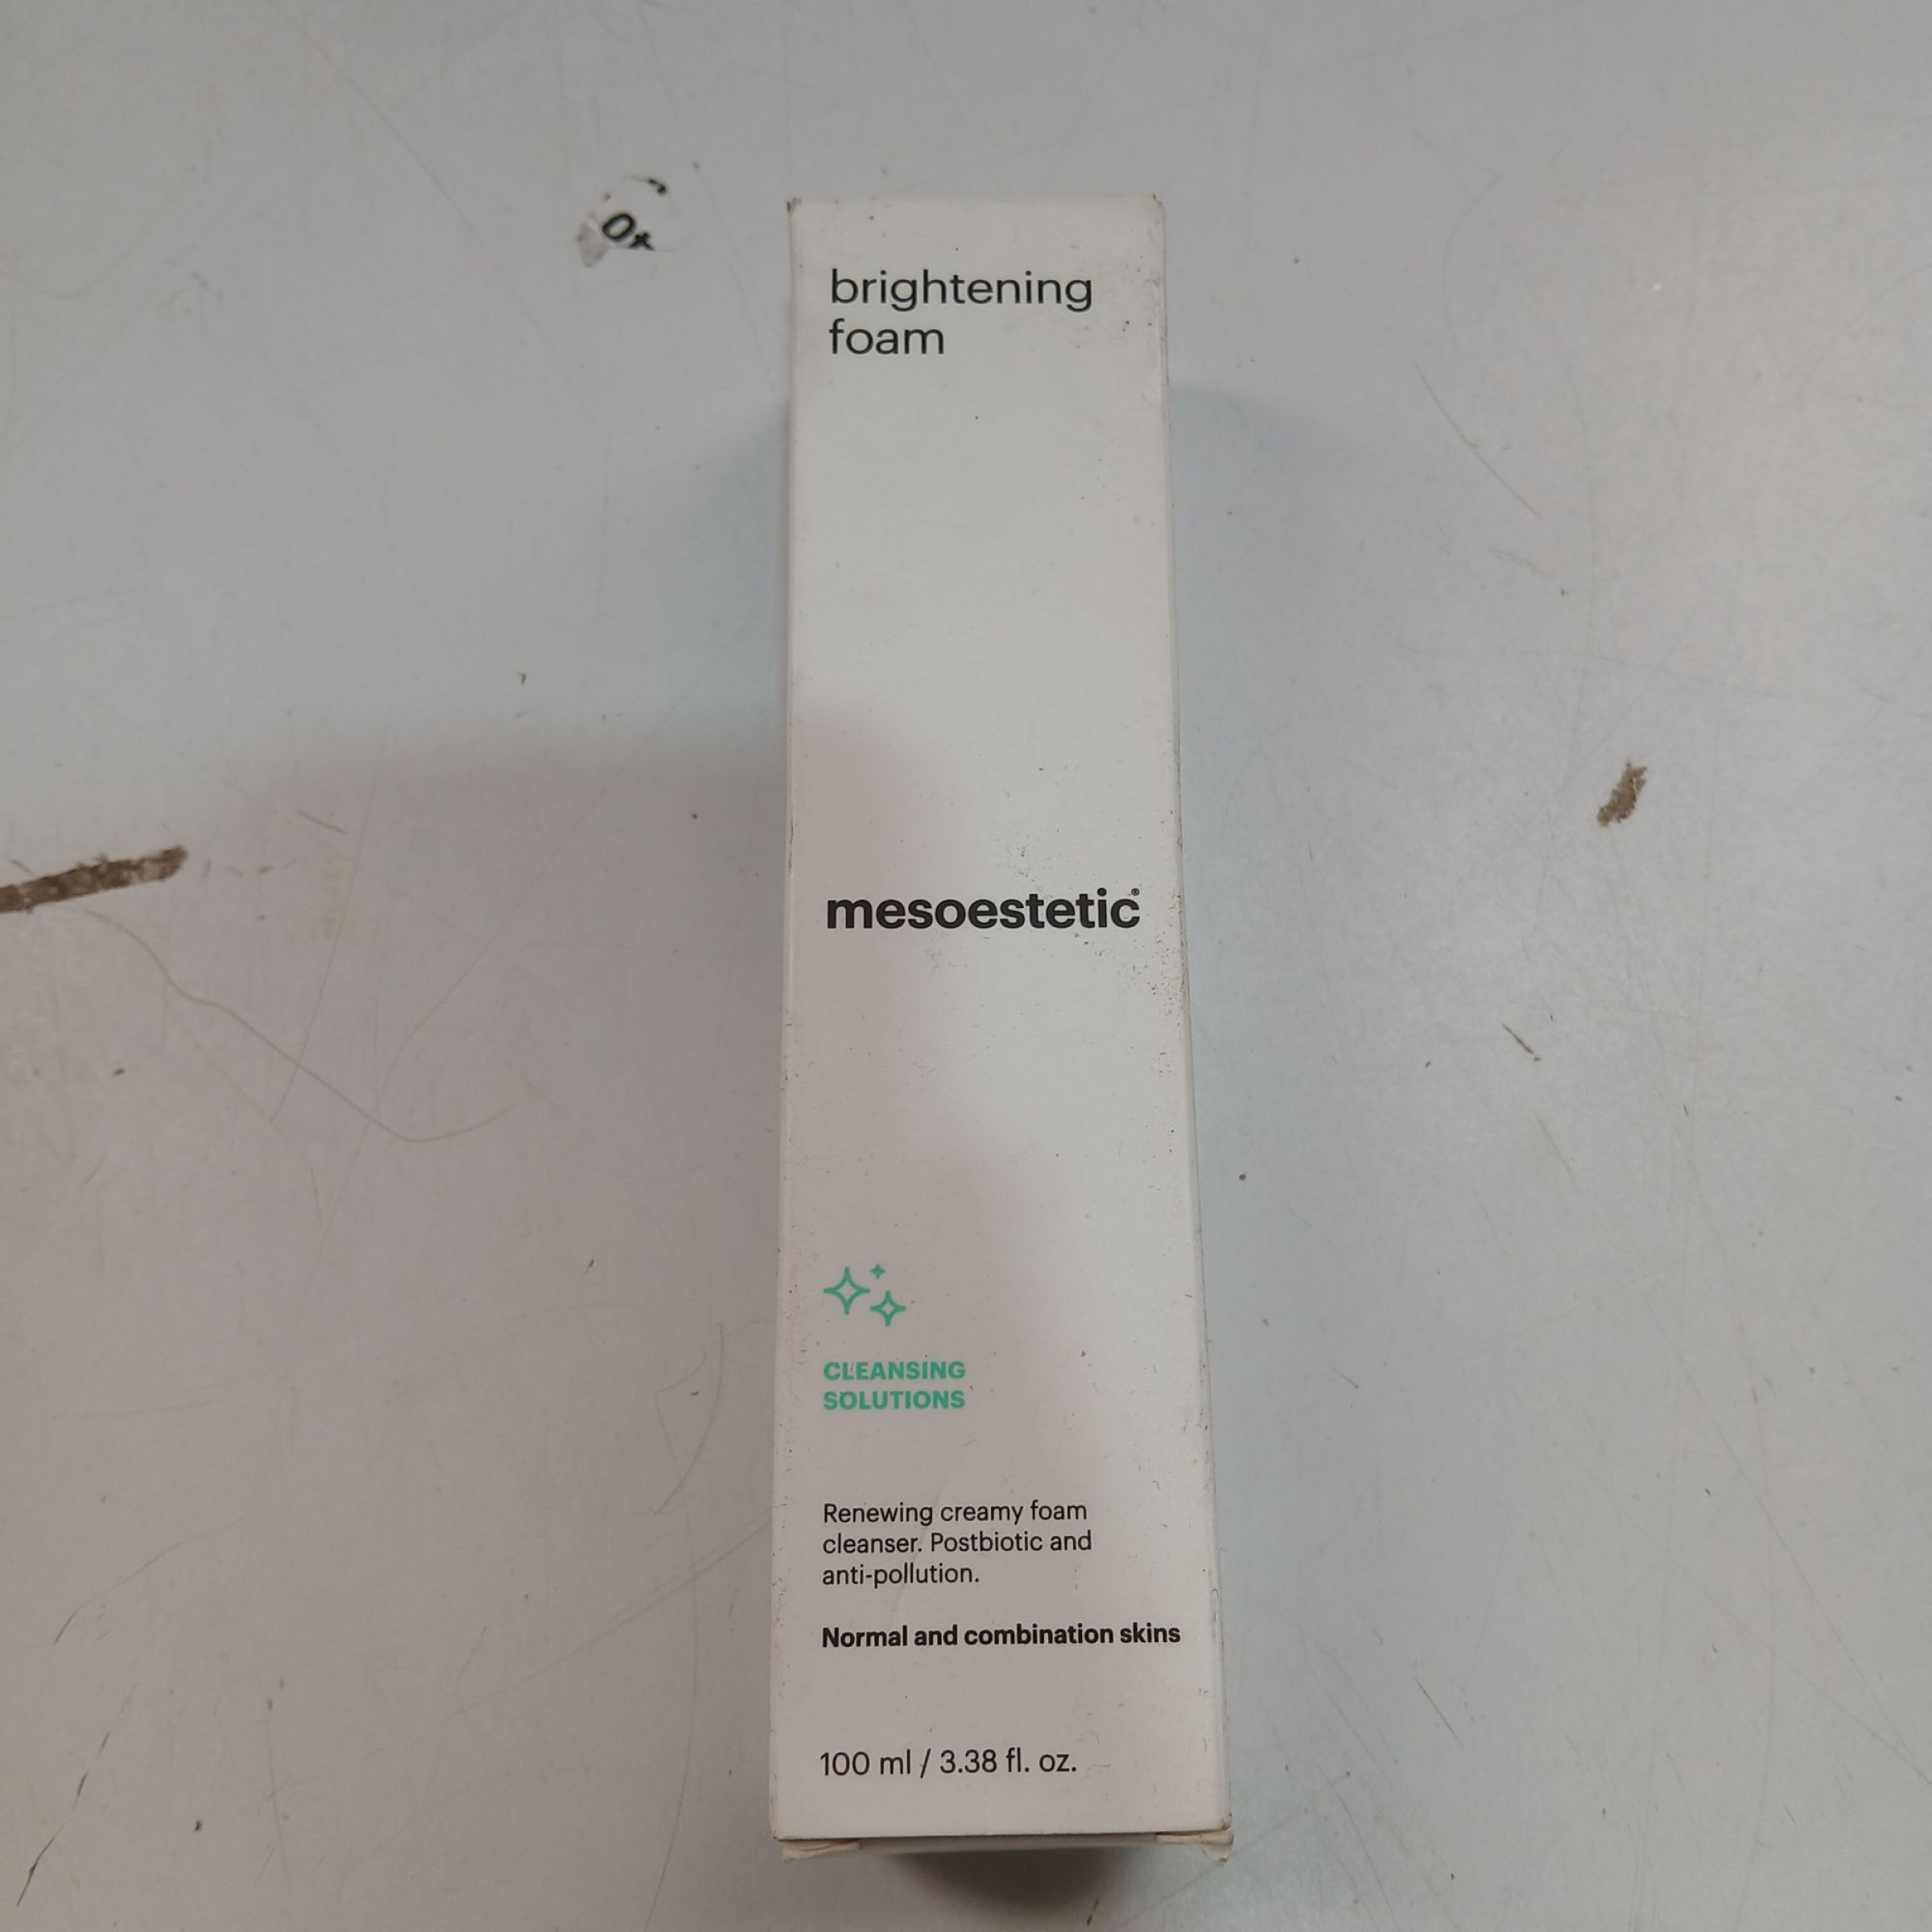 brightening
foam
mesoestetic®
CLEANSING
SOLUTIONS
Renewing creamy foam
cleanser. Postbiotic and
anti-pollution.
Normal and combination skins
100 ml / 3.38 fl. oz.